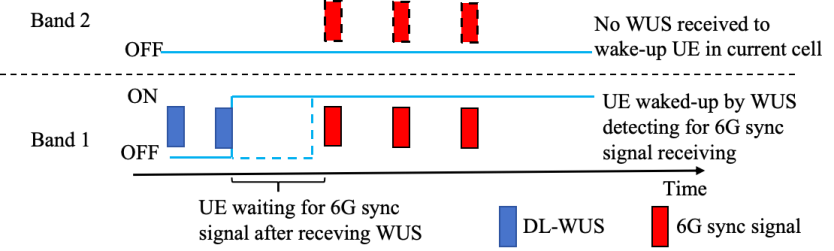 Band 2
OFF
No WUS received to
wake-up UE in current cell
ON
Band 1
OFF
UE waked-up by WUS
detecting for 6G sync
signal receiving
Time
UE waiting for 6G sync
signal after receving WUS
DL-WUS
6G sync signal